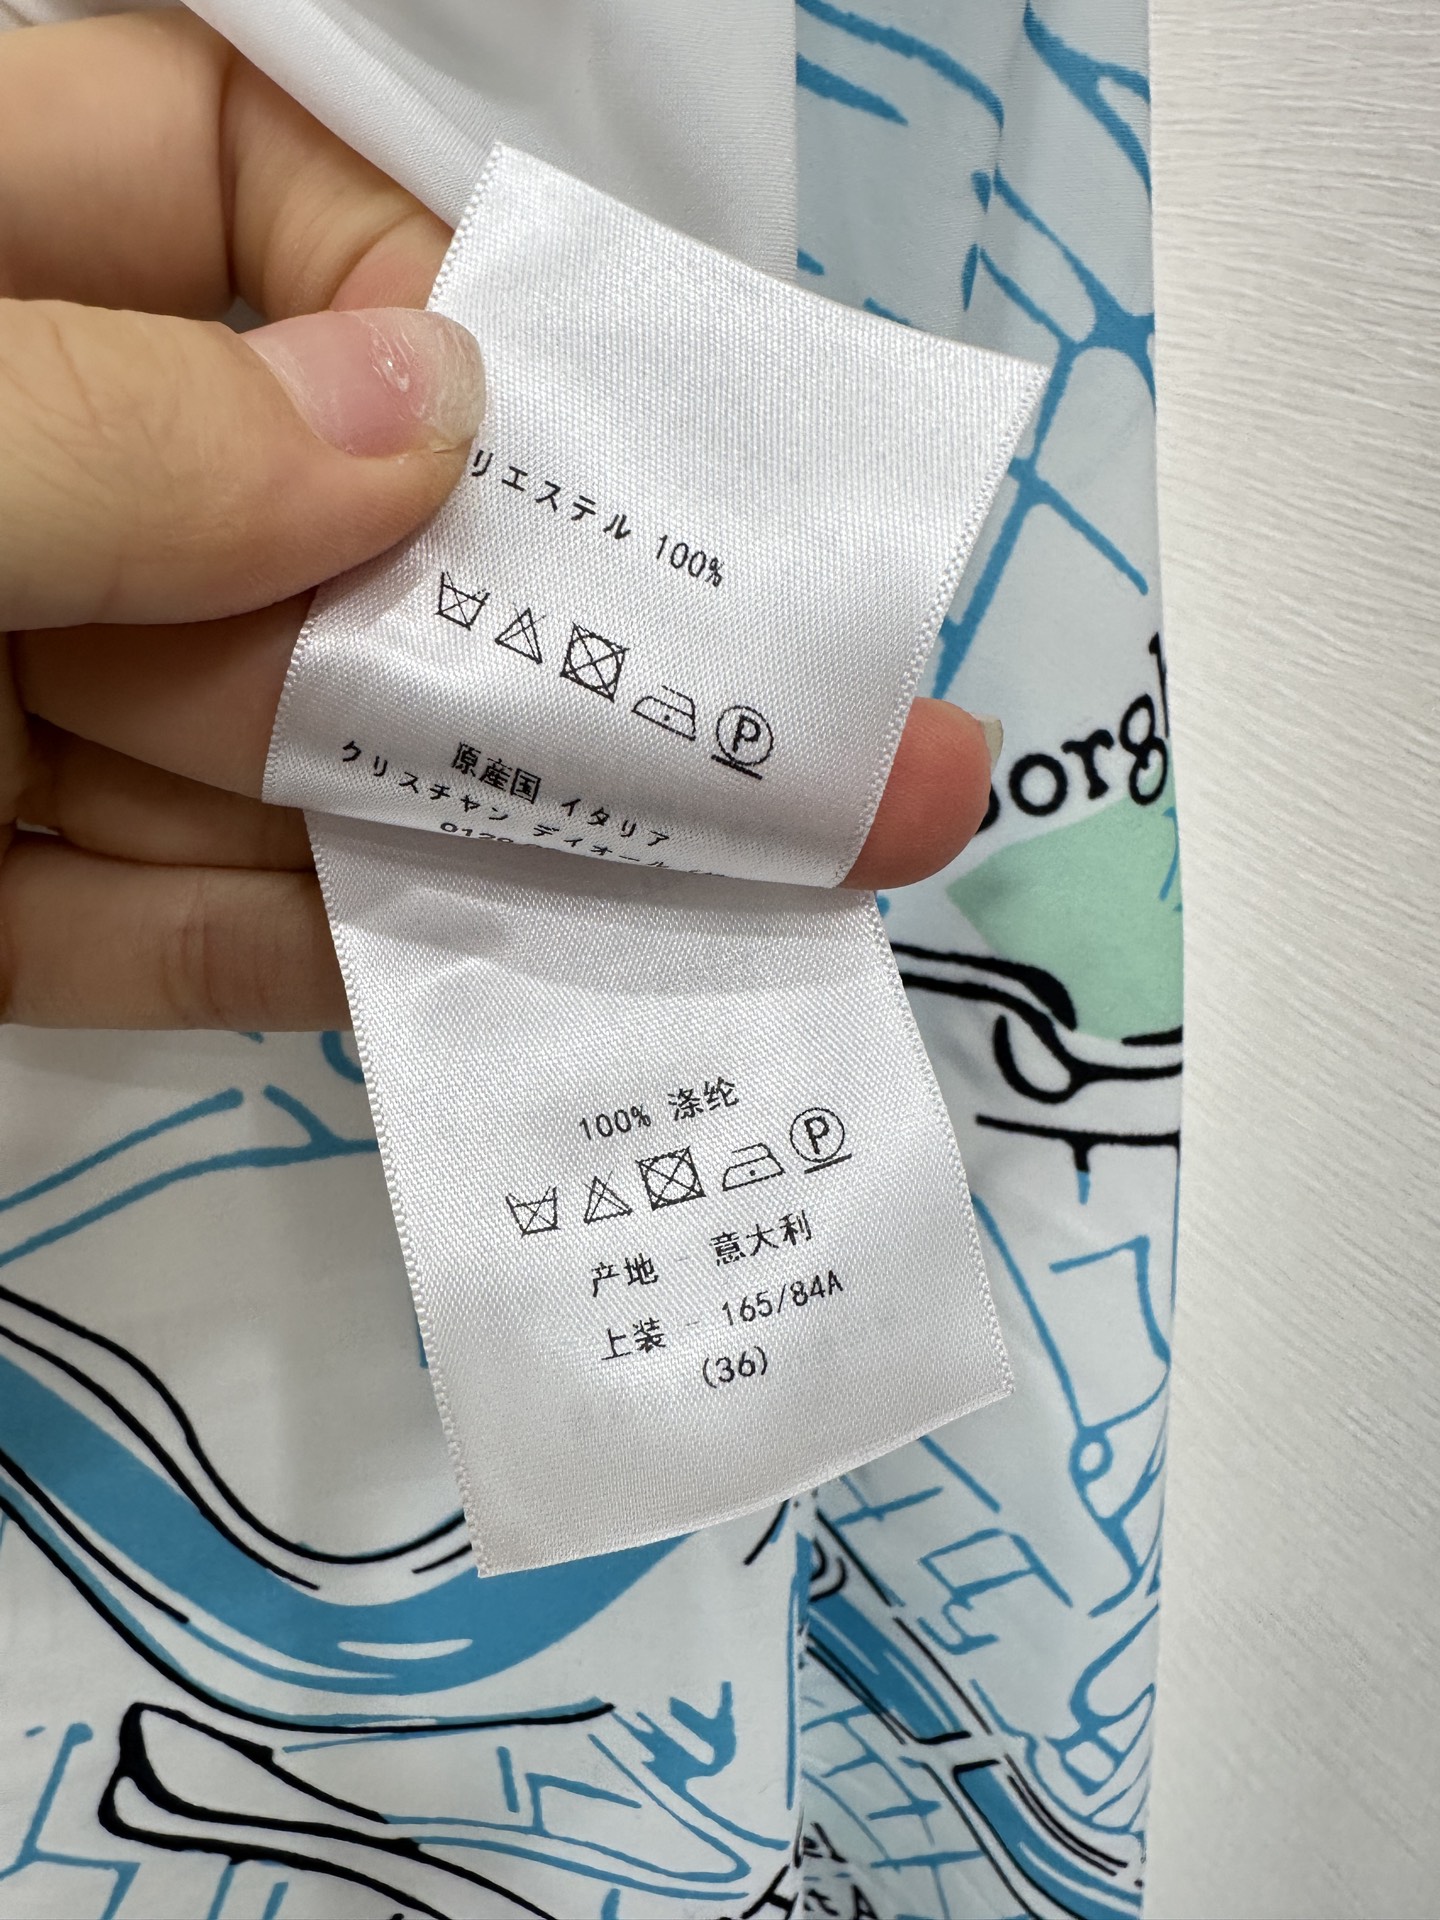 リエステル 100%
P
原産国 イタリア
クリスチャン ディオール
0120
100% 涤纶
P
产地 - 意大利
上装 - 165/84A
(36)